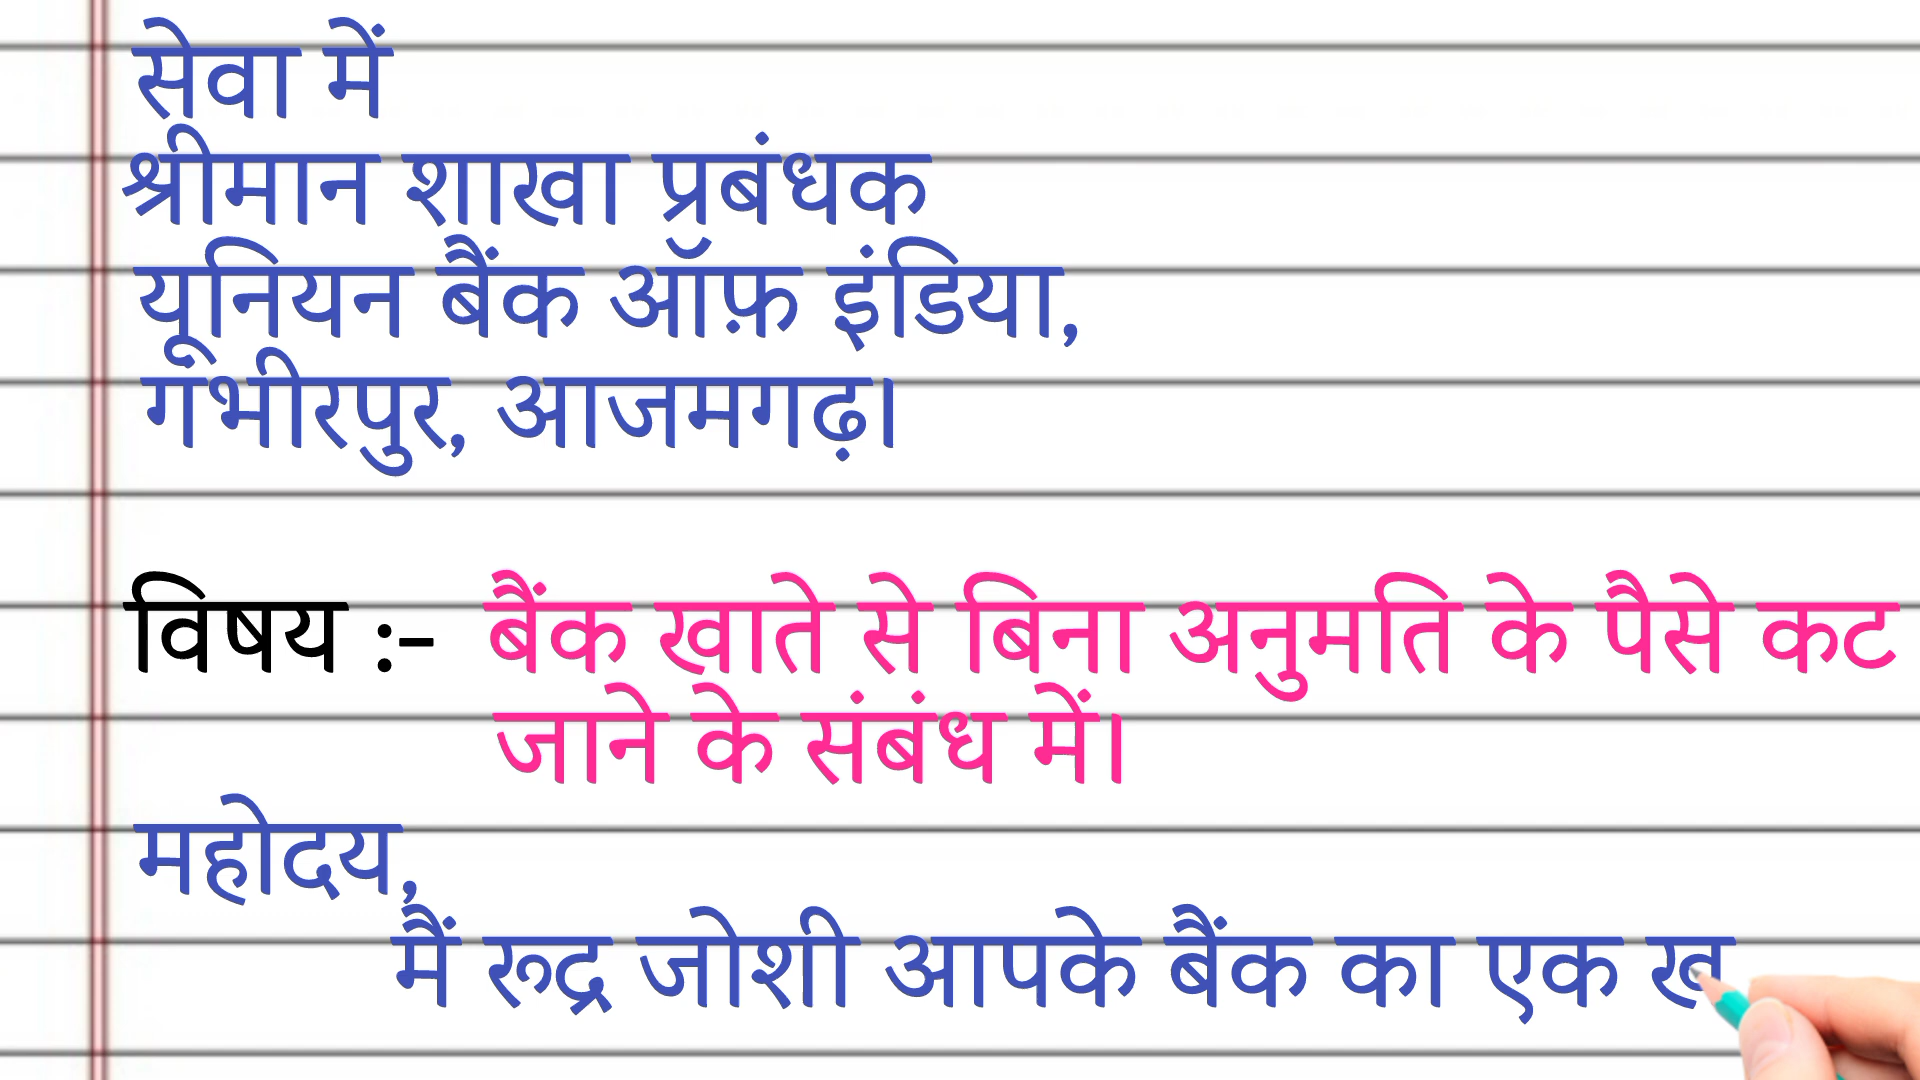 सेवा में
श्रीमान शाखा प्रबंधक
यूनियन बैंक ऑफ़ इंडिया,
गंभीरपुर, आजमगढ़।
विषय :- बैंक खाते से बिना अनुमति के पैसे कट
जाने के संबंध में।
महोदय,
मैं रूद्र जोशी आपके बैंक का एक ख